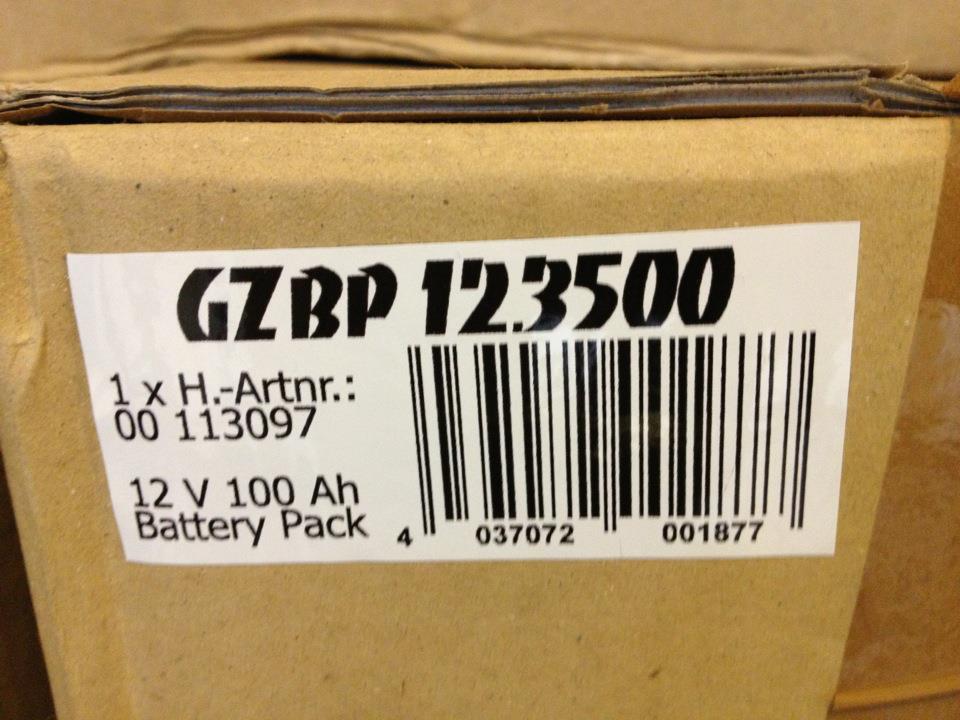 GZBP 12.3500
1 x H.-Artnr.:
00 113097
12 V 100 Ah
Battery Pack
4 037072 001877